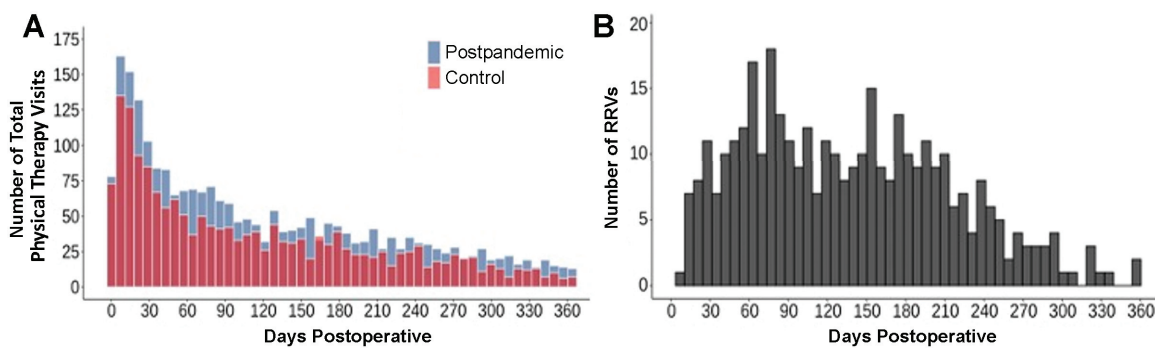 A
Number of Total
Physical Therapy Visits
175
150
125
100
75
50
25
0
0 30 60 90 120 150 180 210 240 270 300 330 360
Days Postoperative
Postpandemic
Control
B
Number of RRVs
20
15
10
5
0
0 30 60 90 120 150 180 210 240 270 300 330 360
Days Postoperative